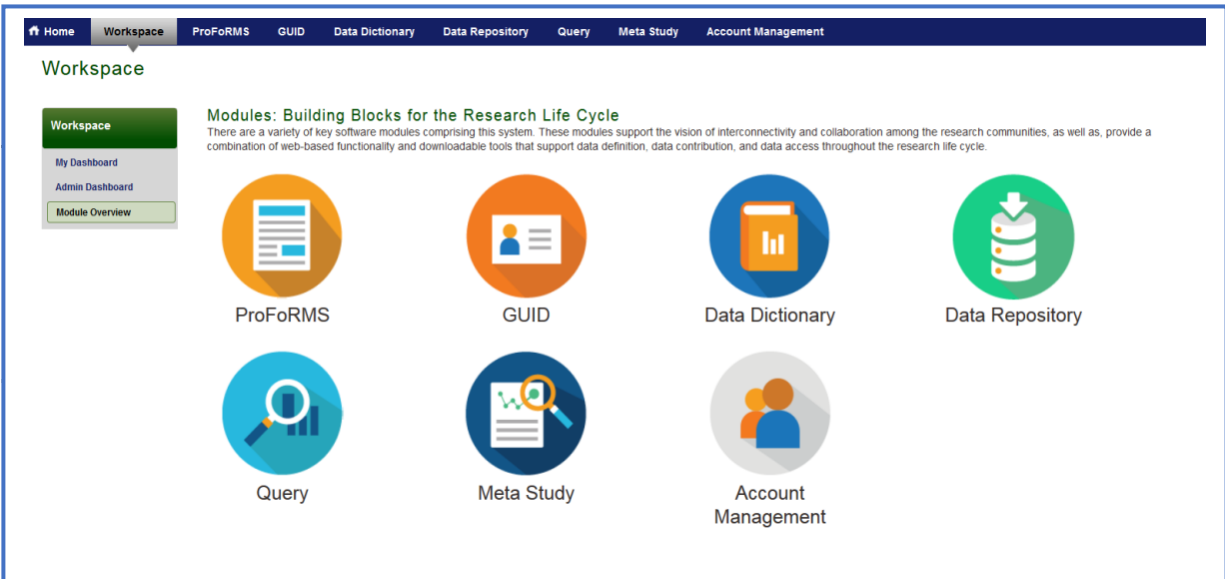 Home Workspace ProFoRMS GUID Data Dictionary Data Repository Query Meta Study Account Management
Workspace
Workspace
My Dashboard
Admin Dashboard
Module Overview
Modules: Building Blocks for the Research Life Cycle
There are a variety of key software modules comprising this system. These modules support the vision of interconnectivity and collaboration among the research communities, as well as, provide a
combination of web-based functionality and downloadable tools that support data definition, data contribution, and data access throughout the research life cycle.
ProFoRMS GUID Data Dictionary Data Repository
Query Meta Study Account
Management